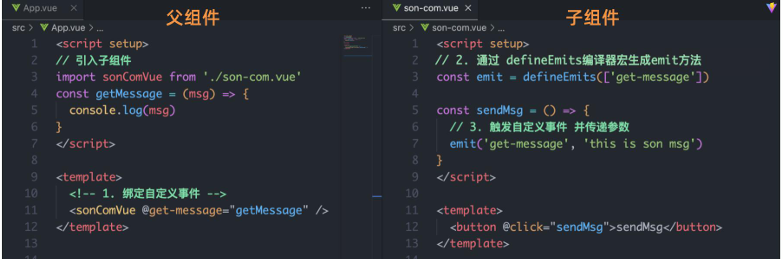 App.vue
父组件
src > App.vue > ...
1 <script setup>
2 // 引入子组件
3 import sonComVue from './son-com.vue'
4 const getMessage = (msg) => {
5 console.log(msg)
6 }
7 </script>
8
9 <template>
10 <!-- 1. 绑定自定义事件 -->
11 <sonComVue @get-message="getMessage" />
12 </template>
13
son-com.vue
子组件
src > son-com.vue > ...
1 <script setup>
2 // 2. 通过 defineEmits编译器宏生成emit方法
3 const emit = defineEmits(['get-message'])
4
5 const sendMsg = () => {
6 // 3. 触发自定义事件 并传递参数
7 emit('get-message', 'this is son msg')
8 }
9 </script>
10
11 <template>
12 <button @click="sendMsg">sendMsg</button>
13 </template>
14